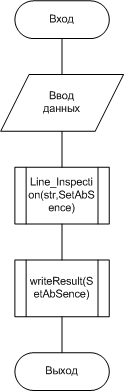 Вход
Ввод
данных
Line_Inspecti
on(str,SetAbS
ence)
writeResult(S
etAbSence)
Выход